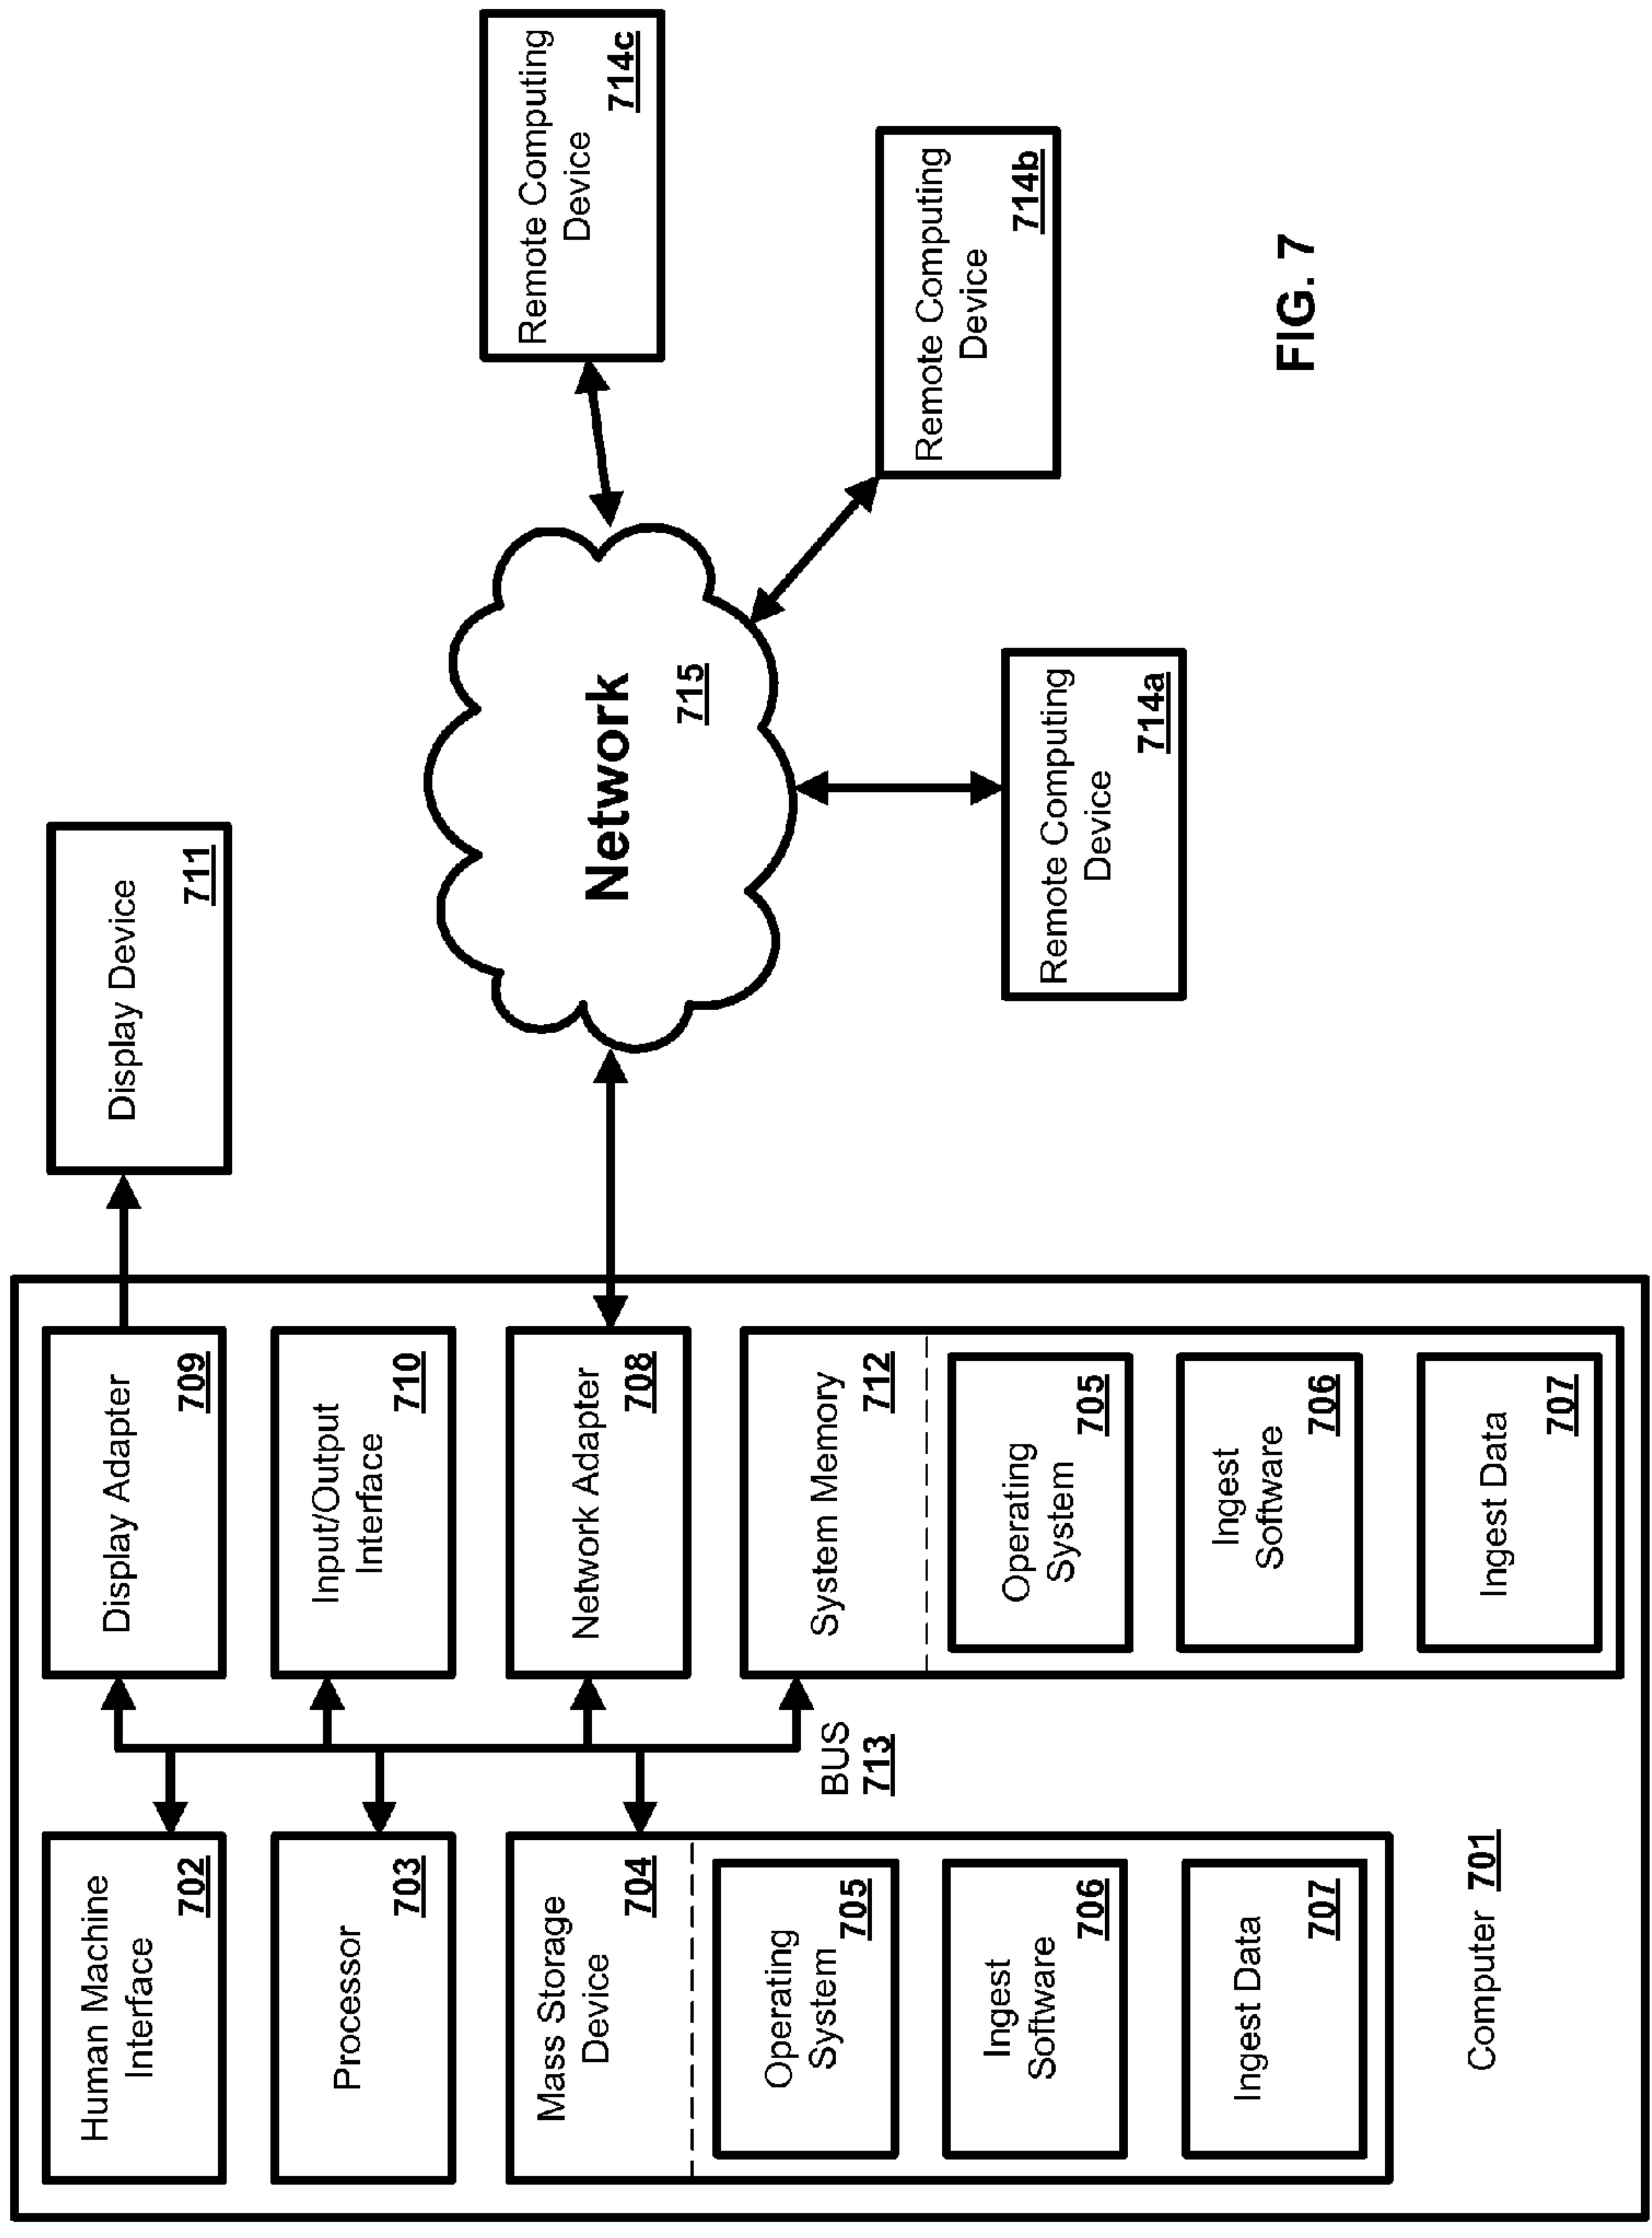 Human Machine
Interface
702
Processor
703
Mass Storage
Device
704
Operating
System
705
Ingest
Software
706
Ingest Data
707
Computer 701
BUS
713
Display Adapter
709
Input/Output
Interface
710
Network Adapter
708
System Memory
712
Operating
System
705
Ingest
Software
706
Ingest Data
707
Display Device
711
Network
715
Remote Computing
Device
714a
Remote Computing
Device
714b
Remote Computing
Device
714c
FIG. 7